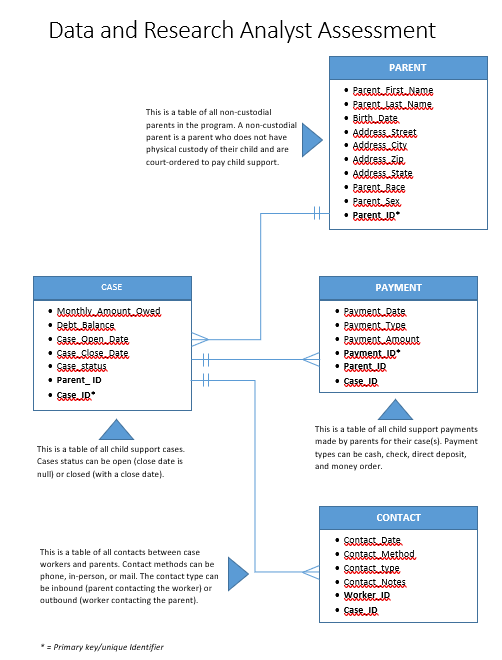 Data and Research Analyst Assessment
PARENT
• Parent_First_Name
• Parent_Last_Name
• Birth_Date
• Address_Street
• Address_City
• Address_Zip
• Address_State
• Parent_Race
• Parent_Sex
• Parent_ID*
This is a table of all non-custodial
parents in the program. A non-custodial
parent is a parent who does not have
physical custody of their child and are
court-ordered to pay child support.
CASE
• Monthly_Amount_Owed
• Debt_Balance
• Case_Open_Date
• Case_Close_Date
• Case_status
• Parent_ ID
• Case_ID*
This is a table of all child support cases.
Cases status can be open (close date is
null) or closed (with a close date).
PAYMENT
• Payment_Date
• Payment_Type
• Payment_Amount
• Payment_ID*
• Parent_ID
• Case_ID
This is a table of all child support payments
made by parents for their case(s). Payment
types can be cash, check, direct deposit,
and money order.
CONTACT
• Contact_Date
• Contact_Method
• Contact_type
• Contact_Notes
• Worker_ID
• Case_ID
This is a table of all contacts between case
workers and parents. Contact methods can be
phone, in-person, or mail. The contact type can
be inbound (parent contacting the worker) or
outbound (worker contacting the parent).
* = Primary key/unique Identifier